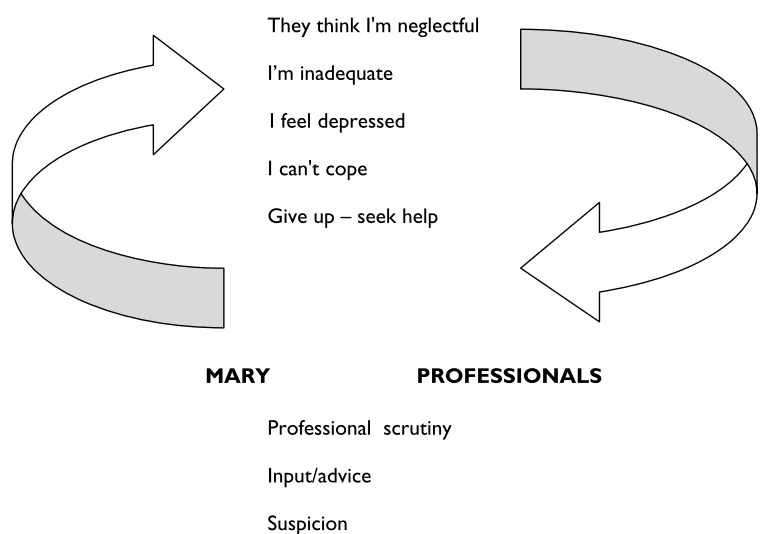 They think I'm neglectful
I'm inadequate
I feel depressed
I can't cope
Give up – seek help
MARY PROFESSIONALS
Professional scrutiny
Input/advice
Suspicion